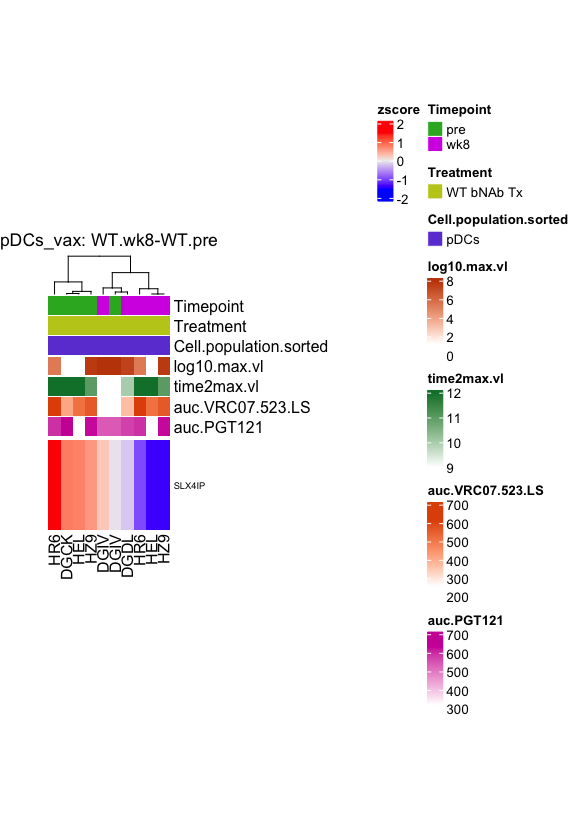 pDCs_vax: WT.wk8-WT.pre
Timepoint
Treatment
Cell.population.sorted
log10.max.vl
time2max.vl
auc.VRC07.523.LS
auc.PGT121
SLX4IP
HR6
DGCK
HEL
HZ9
DGIV
DGIV
DGDL
HR6
HEL
HZ9
zscore
2
1
0
-1
-2
Timepoint
pre
wk8
Treatment
WT bNAb Tx
Cell.population.sorted
pDCs
log10.max.vl
8
6
4
2
0
time2max.vl
12
11
10
9
auc.VRC07.523.LS
700
600
500
400
300
200
auc.PGT121
700
600
500
400
300